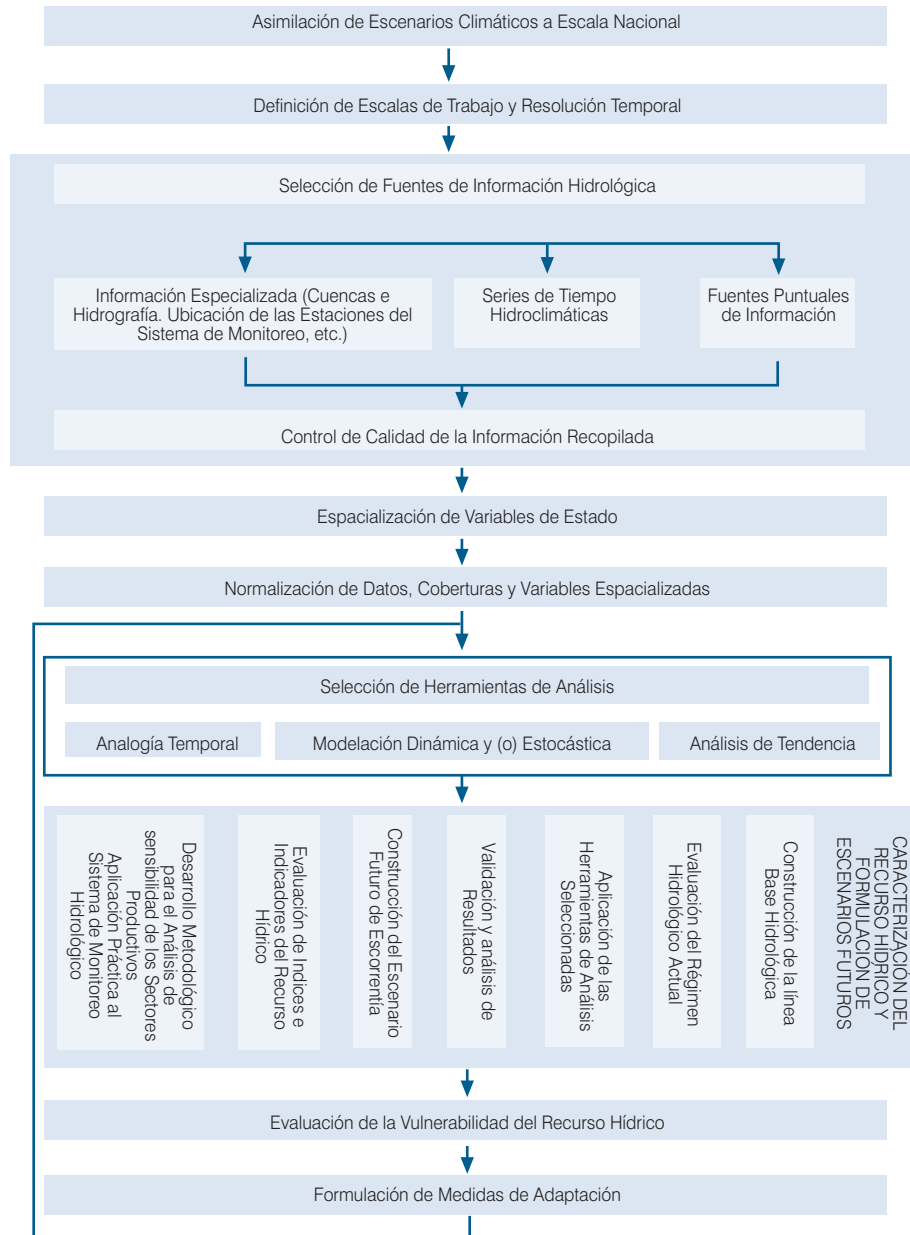 Asimilación de Escenarios Climáticos a Escala Nacional
Definición de Escalas de Trabajo y Resolución Temporal
Selección de Fuentes de Información Hidrológica
Información Especializada (Cuencas e
Hidrografía. Ubicación de las Estaciones del
Sistema de Monitoreo, etc.)
Series de Tiempo
Hidroclimáticas
Fuentes Puntuales
de Información
Control de Calidad de la Información Recopilada
Espacialización de Variables de Estado
Normalización de Datos, Coberturas y Variables Espacializadas
Selección de Herramientas de Análisis
Analogía Temporal
Modelación Dinámica y (o) Estocástica
Análisis de Tendencia
CARACTERIZACIÓN DEL
RECURSO HIDRICO Y
FORMULACIÓN DE
ESCENARIOS FUTUROS
Construcción de la línea
Base Hidrológica
Evaluación del Régimen
Hidrológico Actual
Aplicación de las
Herramientas de Análisis
Seleccionadas
Validación y análisis de
Resultados
Construcción del Escenario
Futuro de Escorrentía
Evaluación de Indices e
Indicadores del Recurso
Hídrico
Desarrollo Metodológico
para el Análisis de
sensibilidad de los Sectores
Productivos
Aplicación Práctica al
Sistema de Monitoreo
Hidrológico
Evaluación de la Vulnerabilidad del Recurso Hídrico
Formulación de Medidas de Adaptación